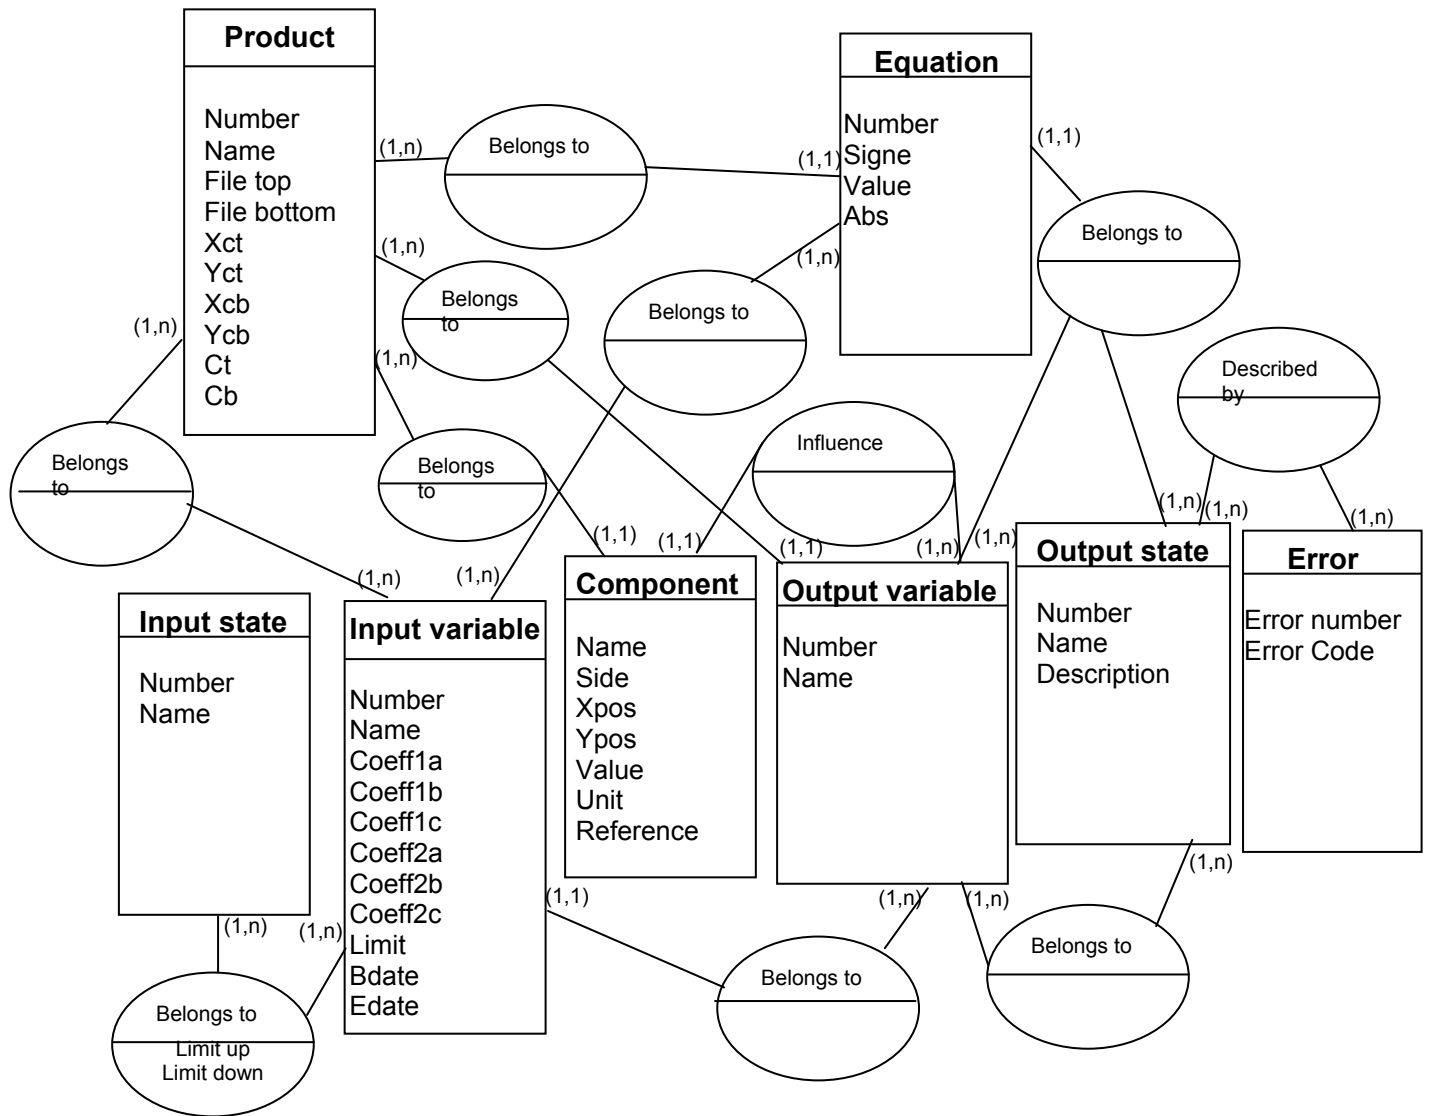 Product
Number
Name
File top
File bottom
Xct
Yct
Xcb
Ycb
Ct
Cb
Equation
Number
Signe
Value
Abs
(1,n)
Belongs to
(1,1)
(1,1)
Belongs to
(1,n)
Belongs
to
(1,n)
Belongs to
(1,n)
Belongs
to
(1,n)
Belongs
to
(1,1)
Influence
(1,1)
(1,1)
(1,n)
(1,n)
Described
by
(1,n)
(1,n)
(1,n)
(1,n)
(1,n)
Input state
Number
Name
Input variable
Number
Name
Coeff1a
Coeff1b
Coeff1c
Coeff2a
Coeff2b
Coeff2c
Limit
Bdate
Edate
Component
Name
Side
Xpos
Ypos
Value
Unit
Reference
Output variable
Number
Name
Output state
Number
Name
Description
Error
Error number
Error Code
(1,n)
(1,n)
Belongs to
Limit up
Limit down
(1,1)
(1,n)
Belongs to
(1,n)
(1,n)
Belongs to